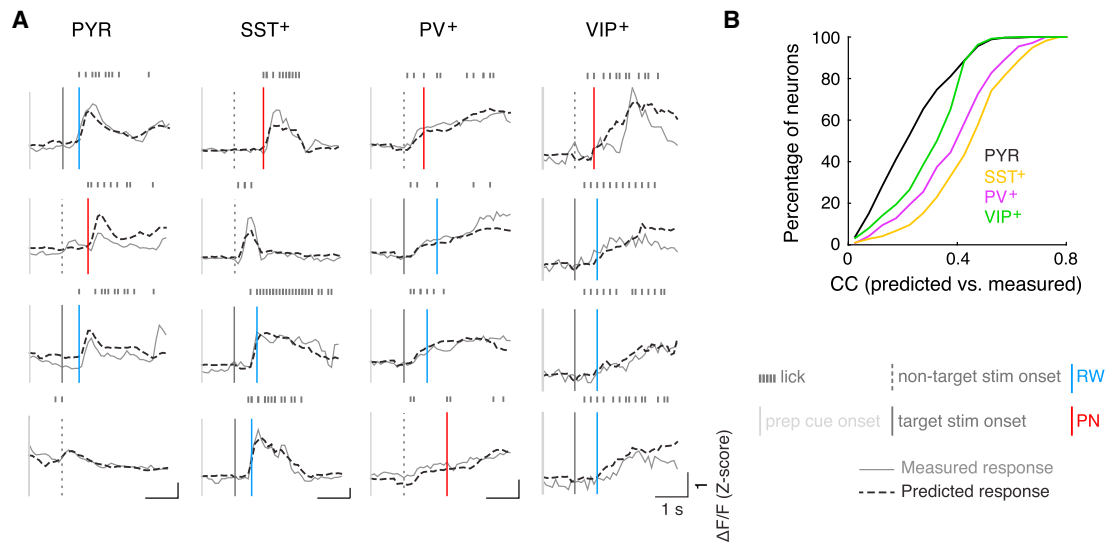 A
PYR
SST+
PV+
VIP+
1 s
1
ΔF/F (Z-score)
B
Percentage of neurons
100
80
60
40
20
0
0
0.4
0.8
CC (predicted vs. measured)
PYR
SST+
PV+
VIP+
lick
non-target stim onset
RW
prep cue onset
target stim onset
PN
Measured response
Predicted response